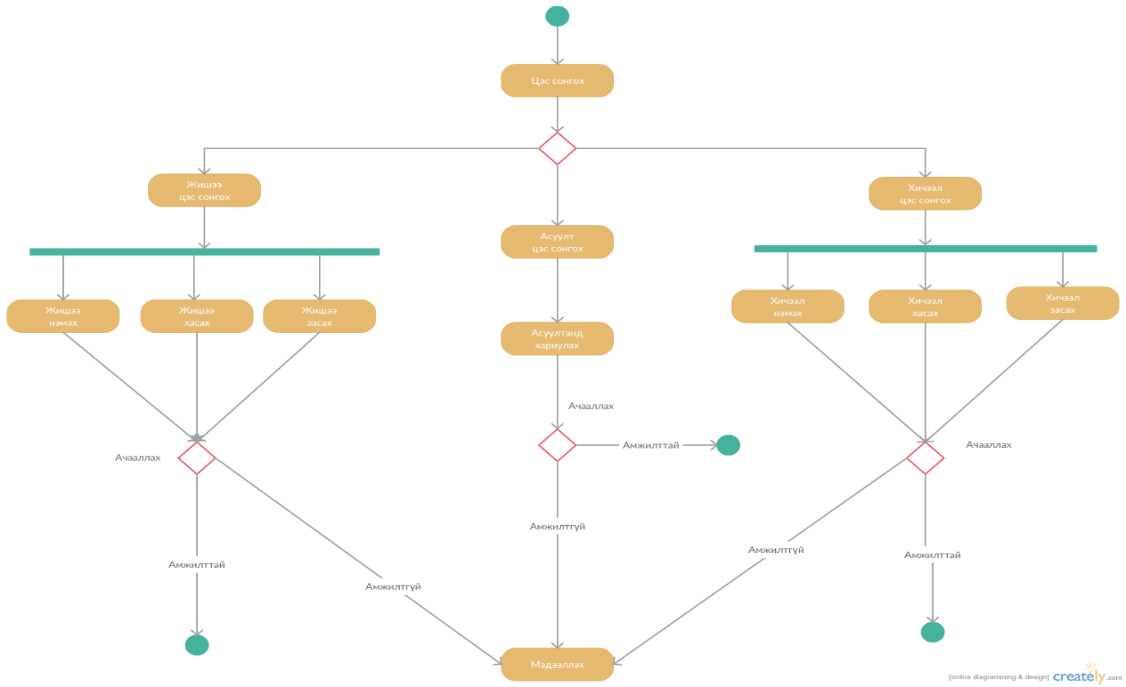 Цэс сонгох
Жишээ
цэс сонгох
Асуулт
цэс сонгох
Хичээл
цэс сонгох
Жишээ
нэмэх
Жишээ
хасах
Жишээ
засах
Асуултанд
хариулах
Хичээл
нэмэх
Хичээл
хасах
Хичээл
засах
Ачааллах
Ачааллах
Ачааллах
Амжилттай
Амжилтгүй
Амжилттай
Амжилтгүй
Амжилтгүй
Амжилттай
Мэдээллэх
[online diagramming & design] creately.com